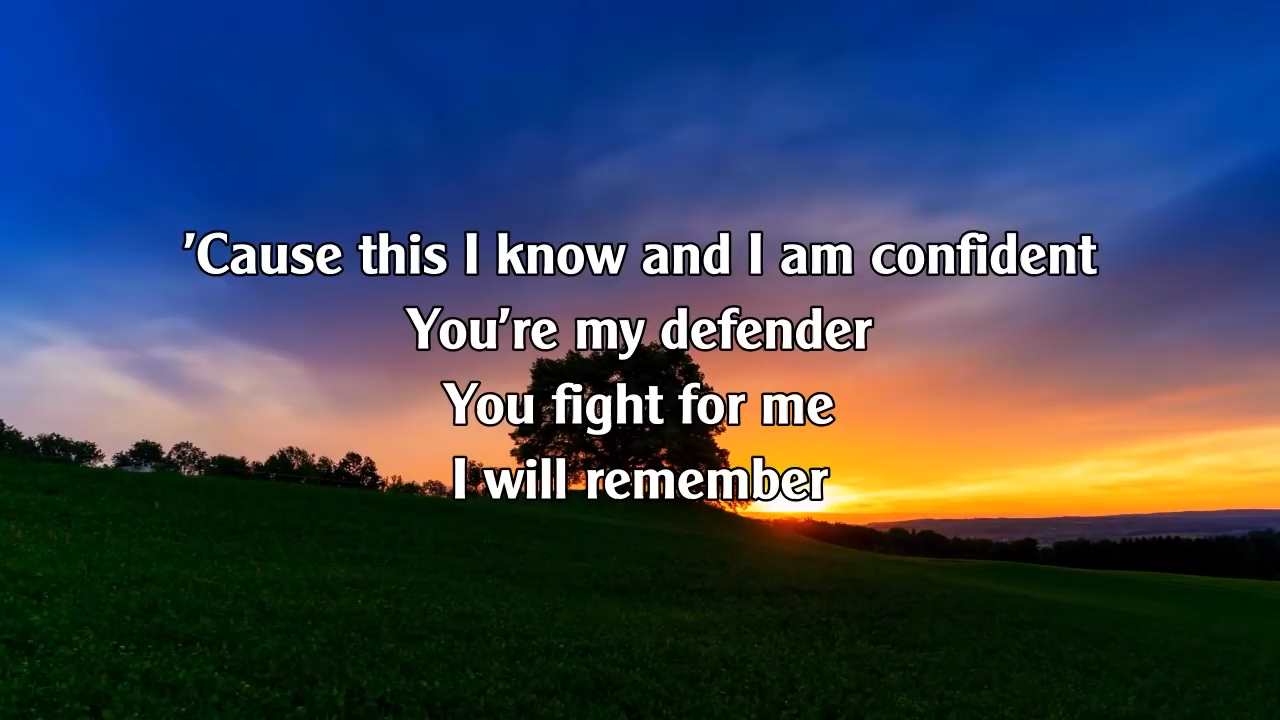 'Cause this I know and I am confident
You're my defender
You fight for me
I will remember